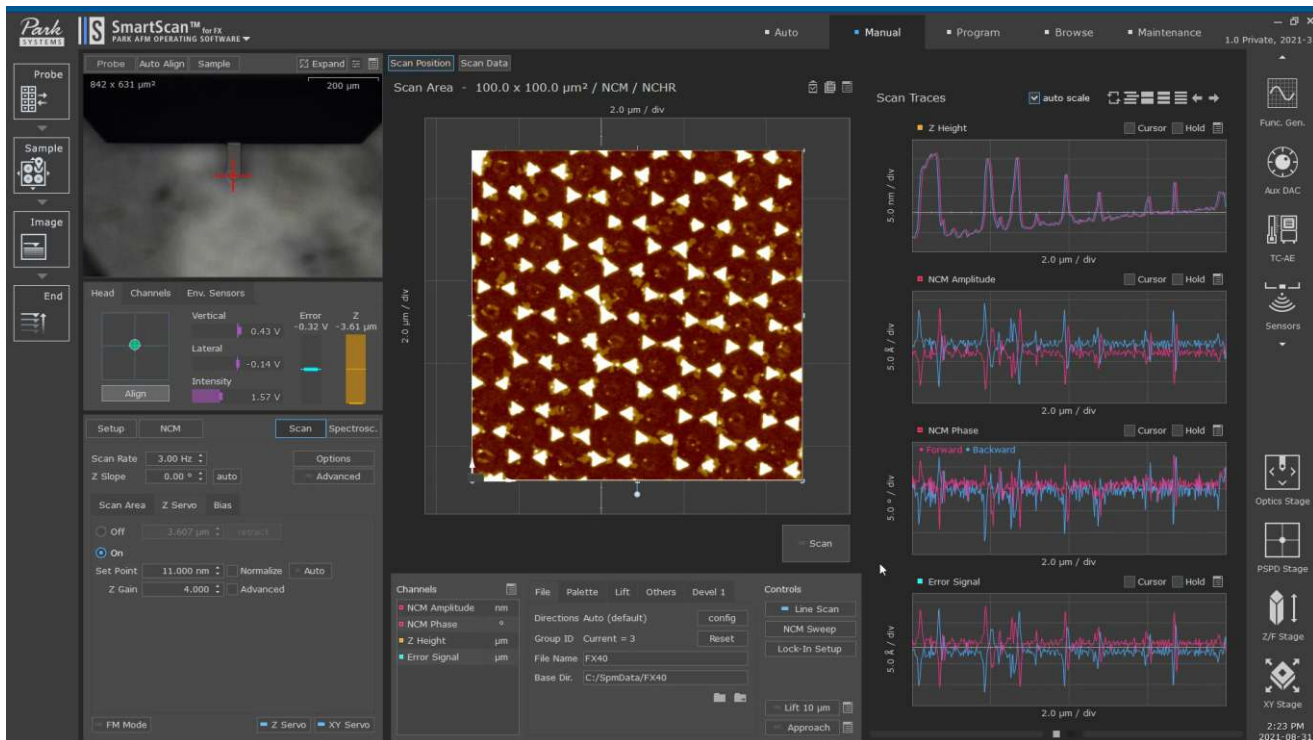 Park
SYSTEMS
SmartScan™ for FX
PARK AFM OPERATING SOFTWARE
Auto
Manual
Program
Browse
Maintenance
1.0 Private, 2021-3
Probe
Sample
Image
End
Probe Auto Align Sample Expand
842 x 631 µm²
200 µm
Head Channels Env. Sensors
Vertical
0.43 V
Lateral
-0.14 V
Intensity
1.57 V
Error
-0.32 V
Z
-3.61 µm
Align
Setup NCM Scan Spectrosc.
Scan Rate 3.00 Hz Options
Z Slope 0.00 ° auto Advanced
Scan Area Z Servo Bias
Off 3.607 µm retract
On
Set Point 11.000 nm Normalize Auto
Z Gain 4.000 Advanced
FM Mode Z Servo XY Servo
Scan Position Scan Data
Scan Area - 100.0 x 100.0 µm² / NCM / NCHR
2.0 µm / div
2.0 µm / div
Scan
Channels
NCM Amplitude nm
NCM Phase °
Z Height µm
Error Signal µm
File Palette Lift Others Devel 1
Directions Auto (default) config
Group ID Current = 3 Reset
File Name FX40
Base Dir. C:/SpmData/FX40
Controls
Line Scan
NCM Sweep
Lock-In Setup
Lift 10 µm
Approach
Scan Traces auto scale
Z Height Cursor Hold
5.0 nm / div
2.0 µm / div
NCM Amplitude Cursor Hold
5.0 Å / div
2.0 µm / div
NCM Phase Cursor Hold
Forward Backward
5.0 ° / div
2.0 µm / div
Error Signal Cursor Hold
5.0 Å / div
2.0 µm / div
Func. Gen.
Aux DAC
TC-AE
Sensors
Optics Stage
PSPD Stage
Z/F Stage
XY Stage
2:23 PM
2021-08-31